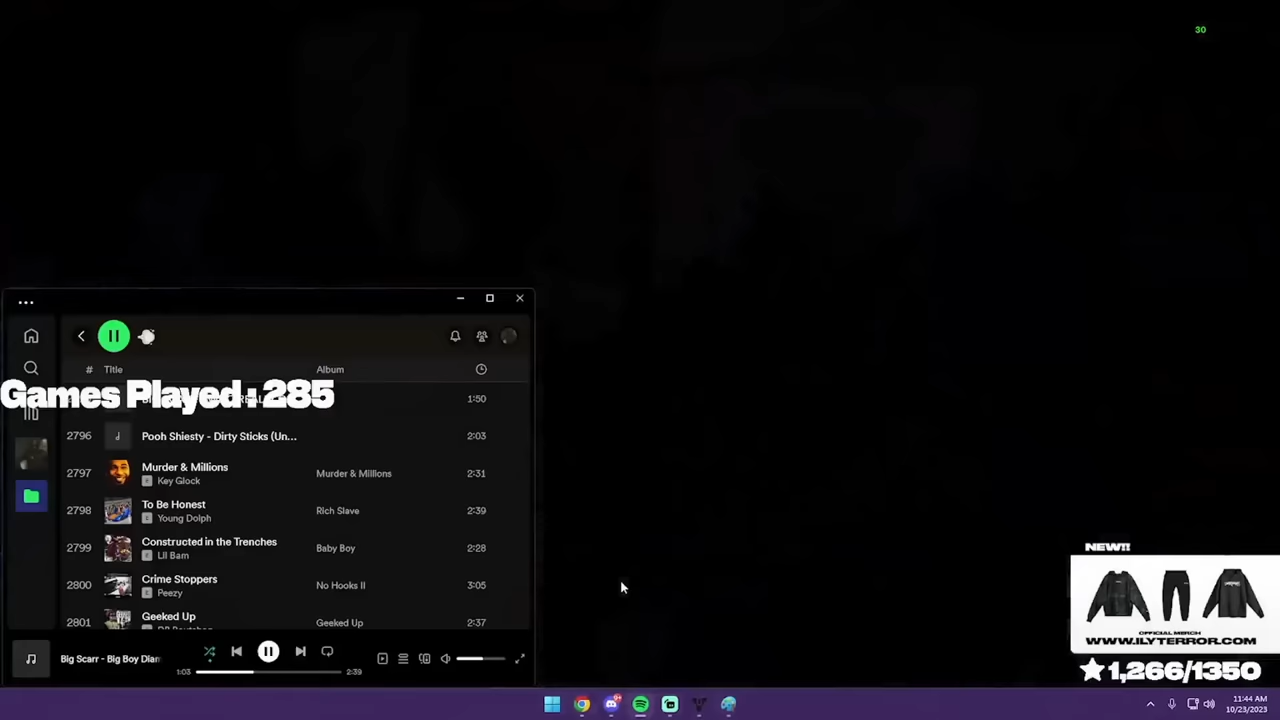 30
# Title Album
Games Played : 285
1:50
2796 Pooh Shiesty - Dirty Sticks (Un... 2:03
2797 Murder & Millions Murder & Millions 2:31
E Key Glock
2798 To Be Honest Rich Slave 2:39
E Young Dolph
2799 Constructed in the Trenches Baby Boy 2:28
E Lil Bam
2800 Crime Stoppers No Hooks II 3:05
E Peezy
2801 Geeked Up Geeked Up 2:37
Big Scarr - Big Boy Dian
1:03 2:39
NEW!!
OFFICIAL MERCH
WWW.ILYTERROR.COM
★1,266/1350
11:44 AM
10/23/2023